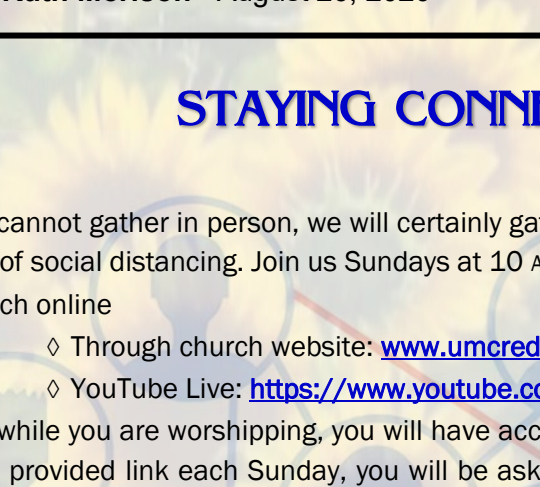 STAYING CONN
cannot gather in person, we will certainly ga
of social distancing. Join us Sundays at 10 A
ch online
◊ Through church website: www.umcred
◊ YouTube Live: https://www.youtube.co
while you are worshipping, you will have acc
provided link each Sunday, you will be ask